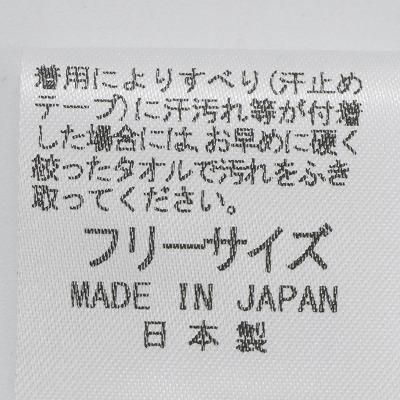 着用によりすべり(汗止め
テープ)に汗汚れ等が付着
した場合には、お早めに硬く
絞ったタオルで汚れをふき
取ってください。
フリーサイズ
MADE IN JAPAN
日本製